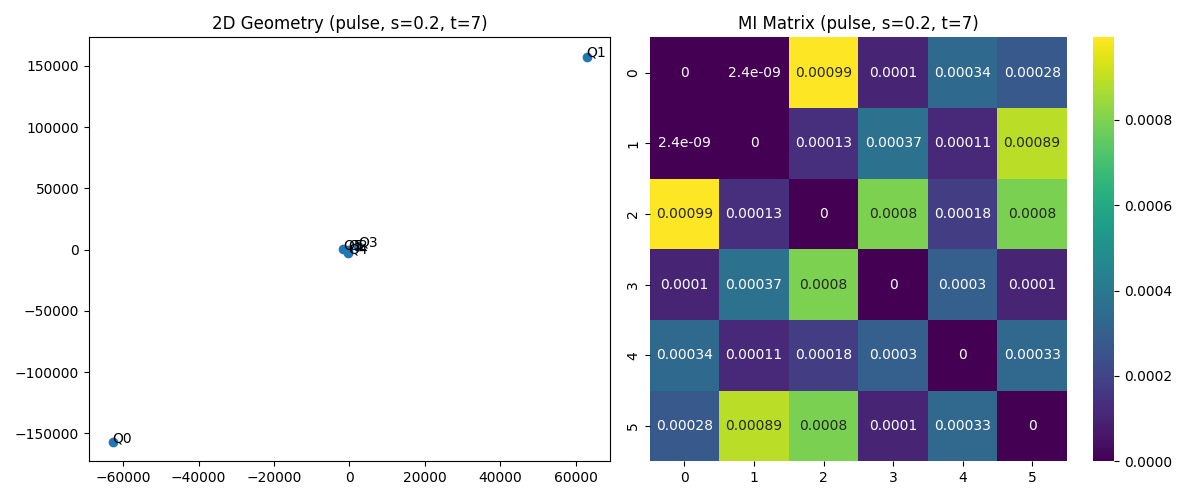 2D Geometry (pulse, s=0.2, t=7)
150000
100000
50000
0
−50000
−100000
−150000
−60000 −40000 −20000 0 20000 40000 60000
Q1
Q3
Q4
Q0
MI Matrix (pulse, s=0.2, t=7)
0 0 2.4e-09 0.00099 0.0001 0.00034 0.00028
1 2.4e-09 0 0.00013 0.00037 0.00011 0.00089
2 0.00099 0.00013 0 0.0008 0.00018 0.0008
3 0.0001 0.00037 0.0008 0 0.0003 0.0001
4 0.00034 0.00011 0.00018 0.0003 0 0.00033
5 0.00028 0.00089 0.0008 0.0001 0.00033 0
0 1 2 3 4 5
0.0008
0.0006
0.0004
0.0002
0.0000